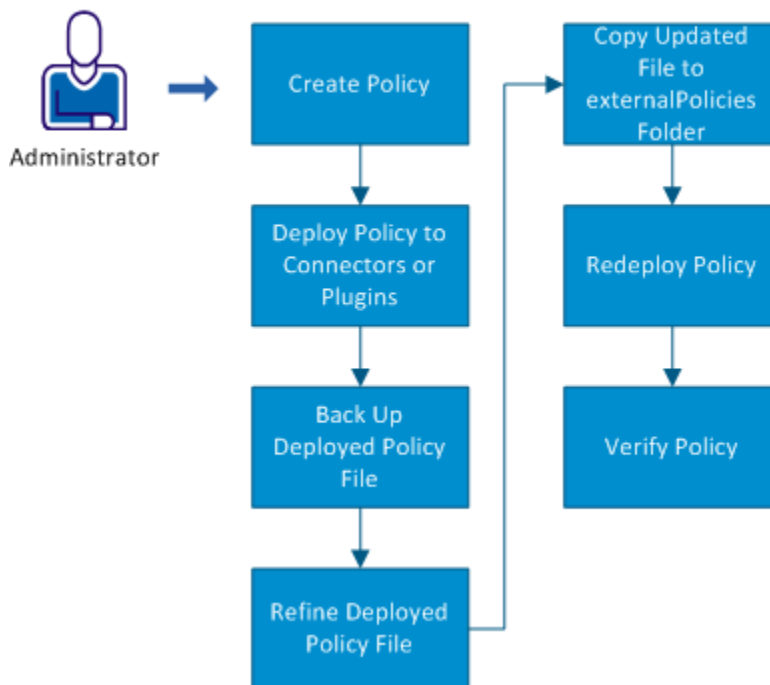 Administrator
Create Policy
Deploy Policy to
Connectors or
Plugins
Back Up
Deployed Policy
File
Refine Deployed
Policy File
Copy Updated
File to
externalPolicies
Folder
Redeploy Policy
Verify Policy